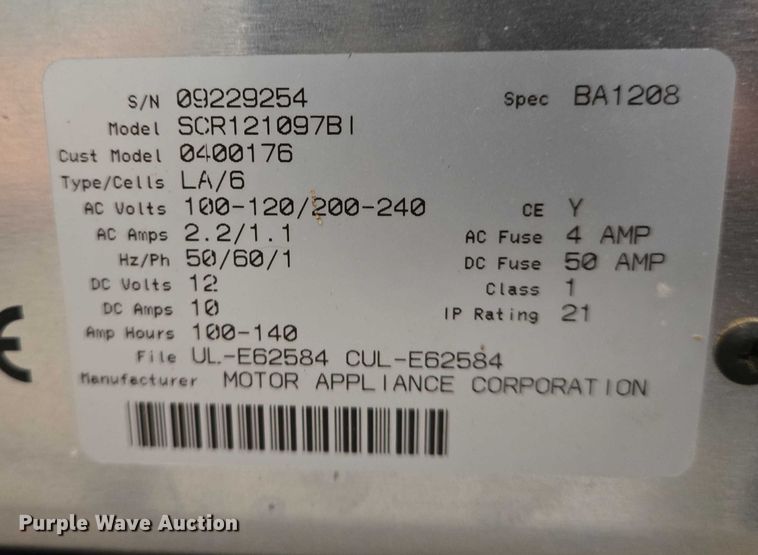 S/N 09229254 Spec BA1208
Model SCR121097BI
Cust Model 0400176
Type/Cells LA/6
AC Volts 100-120/200-240 CE Y
AC Amps 2.2/1.1 AC Fuse 4 AMP
Hz/Ph 50/60/1 DC Fuse 50 AMP
DC Volts 12 Class 1
DC Amps 10 IP Rating 21
Amp Hours 100-140
File UL-E62584 CUL-E62584
Manufacturer MOTOR APPLIANCE CORPORATION
CE
Purple Wave Auction